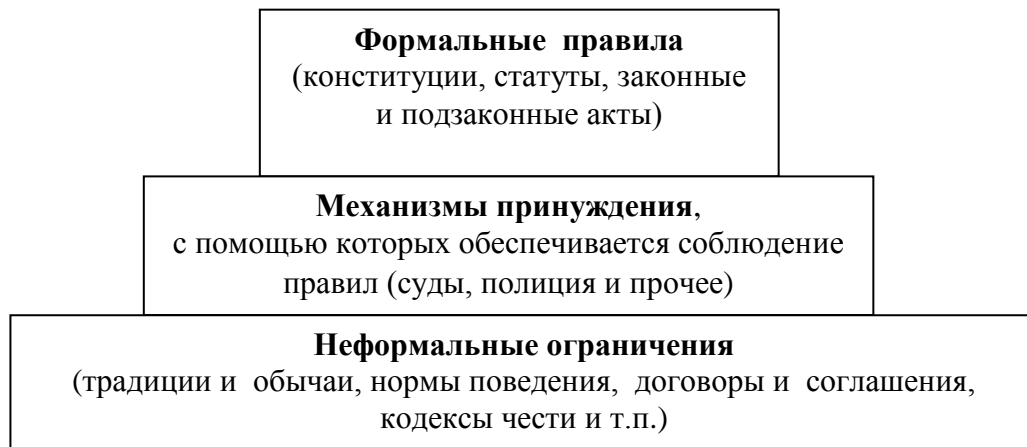 Формальные правила
(конституции, статуты, законные
и подзаконные акты)
Механизмы принуждения,
с помощью которых обеспечивается соблюдение
правил (суды, полиция и прочее)
Неформальные ограничения
(традиции и обычаи, нормы поведения, договоры и соглашения,
кодексы чести и т.п.)